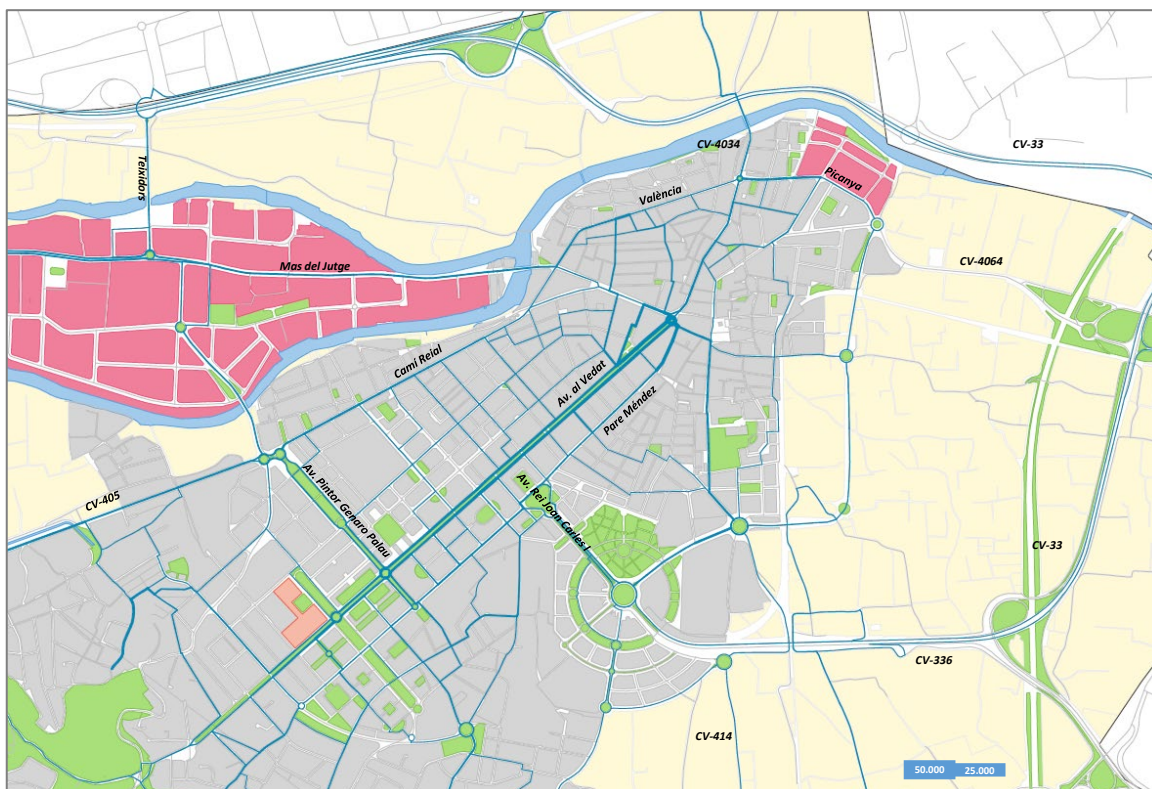 CV-4034
CV-33
Teixidors
Picanya
València
Mas del Jutge
CV-4064
Camí Reial
Av. al Vedat
Pare Méndez
Av. Pintor Genaro Palau
Av. Rei Joan Carles I
CV-405
CV-33
CV-336
CV-414
50.000 25.000